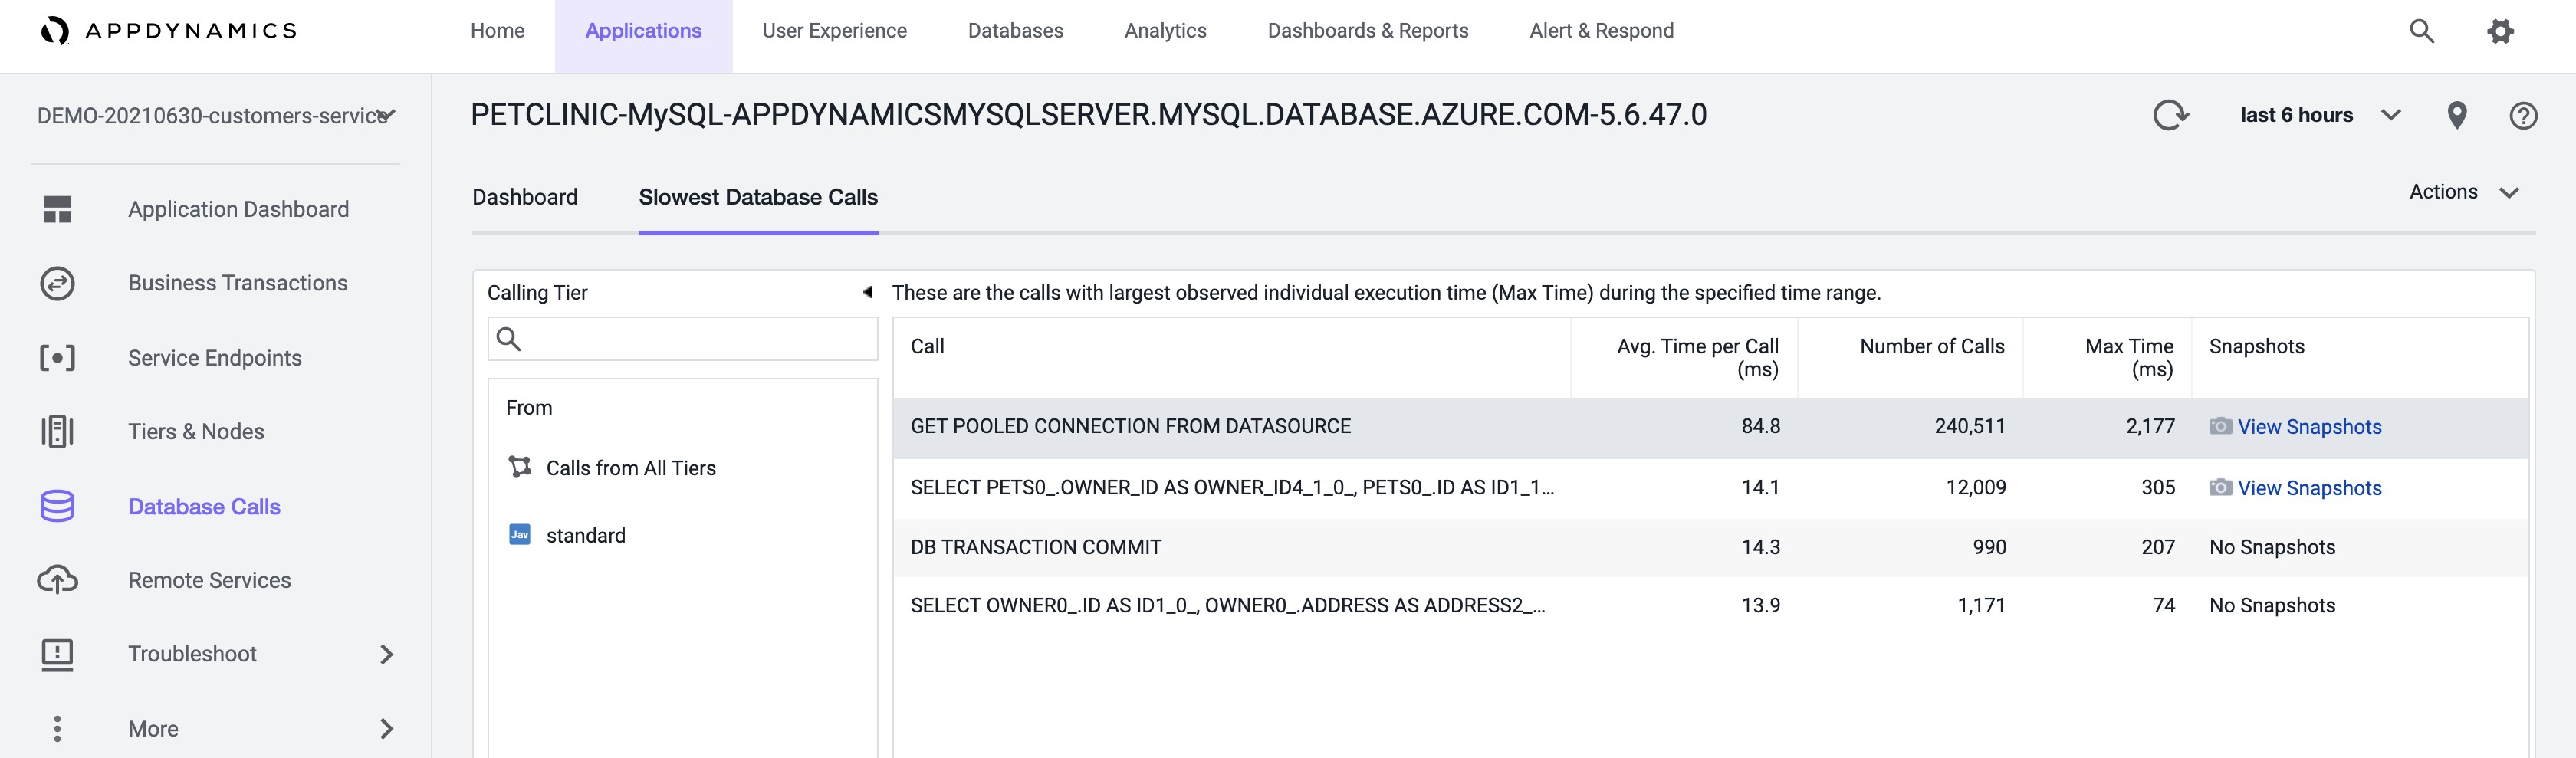 APPDYNAMICS
Home
Applications
User Experience
Databases
Analytics
Dashboards & Reports
Alert & Respond
DEMO-20210630-customers-service
Application Dashboard
Business Transactions
Service Endpoints
Tiers & Nodes
Database Calls
Remote Services
Troubleshoot
More
PETCLINIC-MySQL-APPDYNAMICSMYSQLSERVER.MYSQL.DATABASE.AZURE.COM-5.6.47.0
last 6 hours
Dashboard
Slowest Database Calls
Actions
Calling Tier
From
Calls from All Tiers
Jav standard
These are the calls with largest observed individual execution time (Max Time) during the specified time range.
Call Avg. Time per Call Number of Calls Max Time Snapshots
(ms) (ms)
GET POOLED CONNECTION FROM DATASOURCE 84.8 240,511 2,177 View Snapshots
SELECT PETS0_.OWNER_ID AS OWNER_ID4_1_0_, PETS0_.ID AS ID1_1... 14.1 12,009 305 View Snapshots
DB TRANSACTION COMMIT 14.3 990 207 No Snapshots
SELECT OWNER0_.ID AS ID1_0_, OWNER0_.ADDRESS AS ADDRESS2_... 13.9 1,171 74 No Snapshots